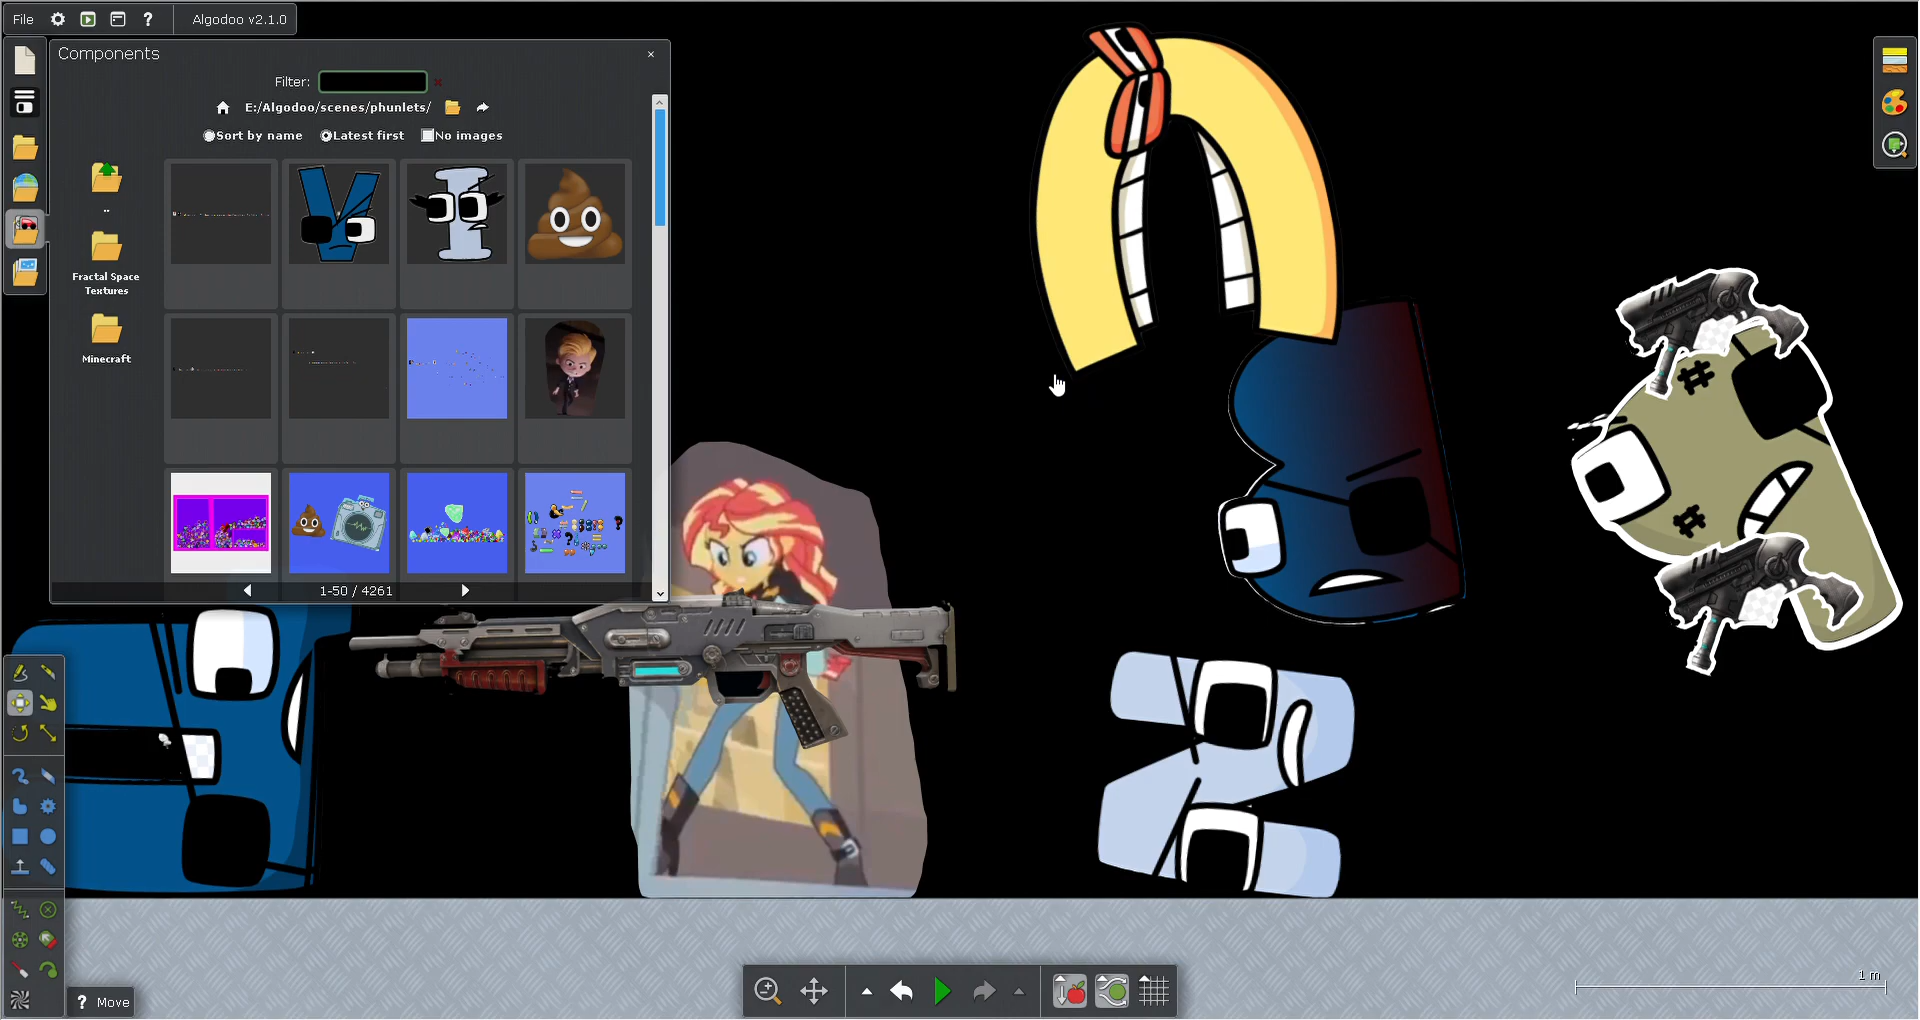 File ? Algodoo v2.1.0
Components
Filter:
E:/Algodoo/scenes/phunlets/
Sort by name Latest first No images
..
Fractal Space
Textures
Minecraft
1-50 / 4261
# #
1 m
? Move